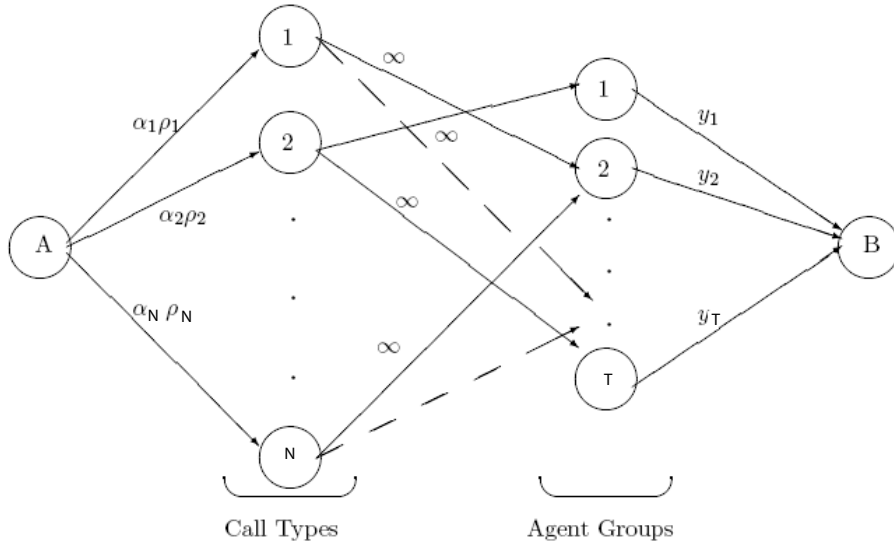 1
∞
1
y₁
α₁ρ₁
2
∞
2
y₂
∞
α₂ρ₂
A
B
α_N ρ_N
y_T
∞
T
N
Call Types
Agent Groups